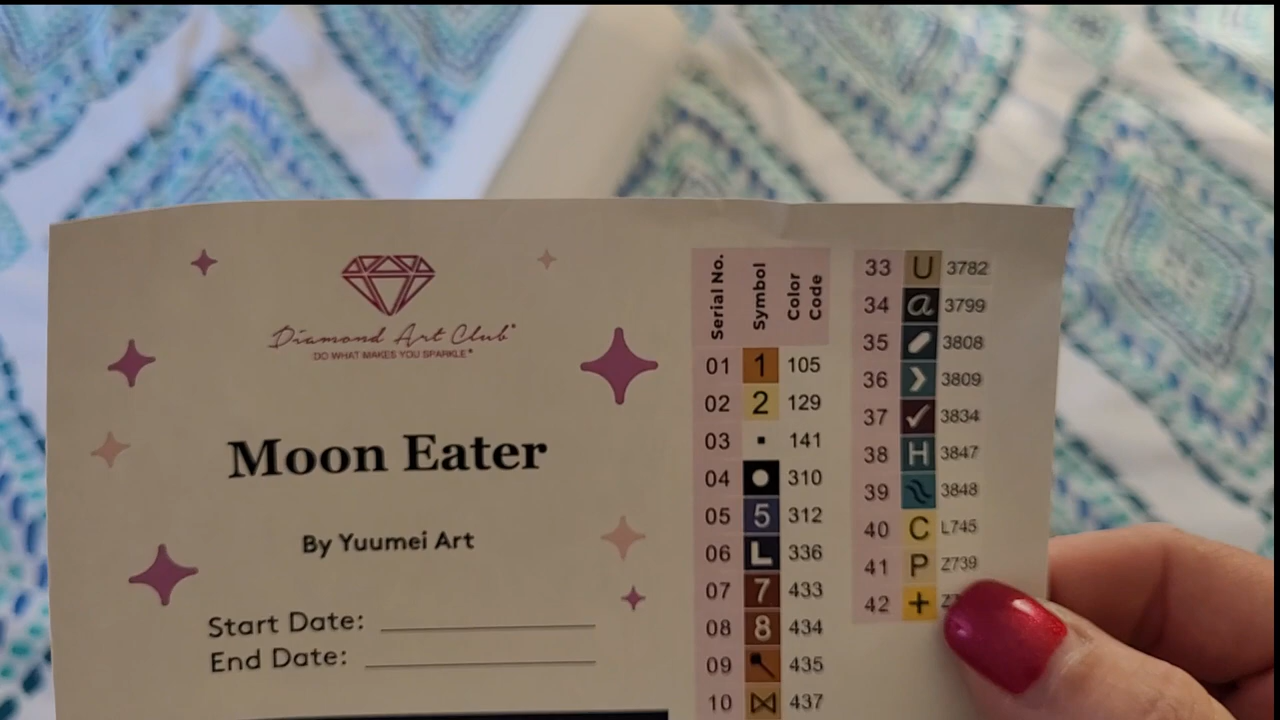 Diamond Art Club®
DO WHAT MAKES YOU SPARKLE®
Moon Eater
By Yuumei Art
Start Date:
End Date:
Serial No. Symbol Color Code
01 1 105
02 2 129
03 ▪ 141
04 ● 310
05 5 312
06 L 336
07 7 433
08 8 434
09 435
10 ⋈ 437
33 U 3782
34 a 3799
35 3808
36 ❯ 3809
37 ✓ 3834
38 H 3847
39 3848
40 C L745
41 P Z739
42 +